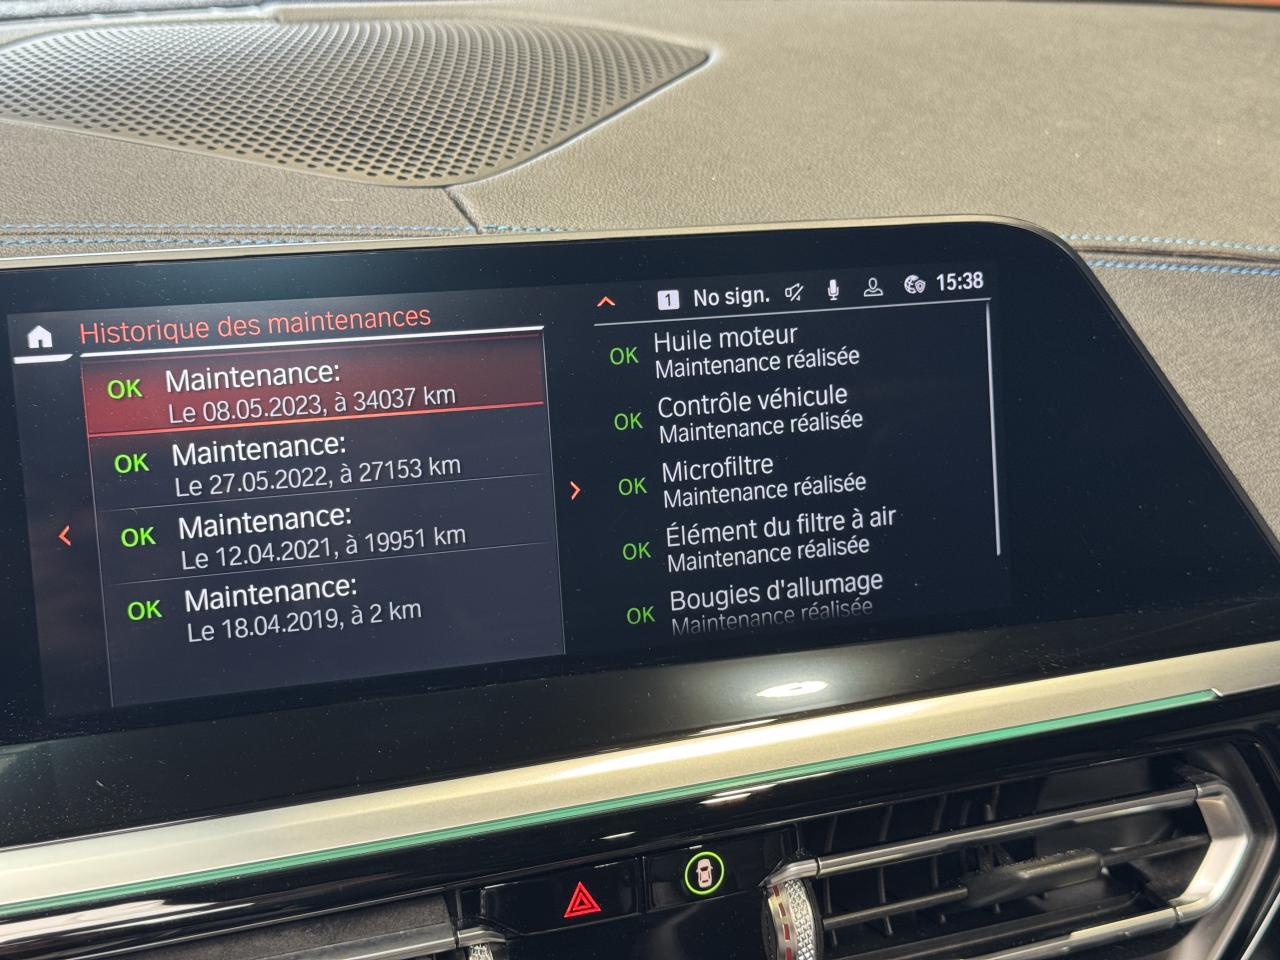 1 No sign. 15:38
Historique des maintenances
OK Maintenance:
Le 08.05.2023, à 34037 km
OK Maintenance:
Le 27.05.2022, à 27153 km
OK Maintenance:
Le 12.04.2021, à 19951 km
OK Maintenance:
Le 18.04.2019, à 2 km
OK Huile moteur
Maintenance réalisée
OK Contrôle véhicule
Maintenance réalisée
OK Microfiltre
Maintenance réalisée
OK Élément du filtre à air
Maintenance réalisée
OK Bougies d'allumage
Maintenance réalisée